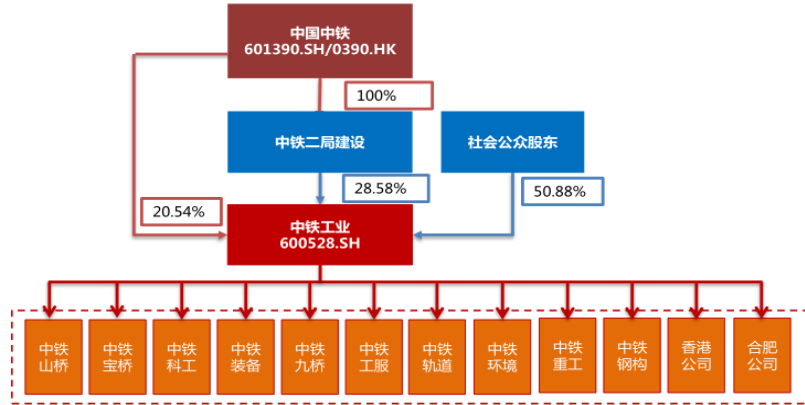 中国中铁
601390.SH/0390.HK
100%
中铁二局建设
社会公众股东
28.58%
50.88%
20.54%
中铁工业
600528.SH
中铁
山桥
中铁
宝桥
中铁
科工
中铁
装备
中铁
九桥
中铁
工服
中铁
轨道
中铁
环境
中铁
重工
中铁
钢构
香港
公司
合肥
公司